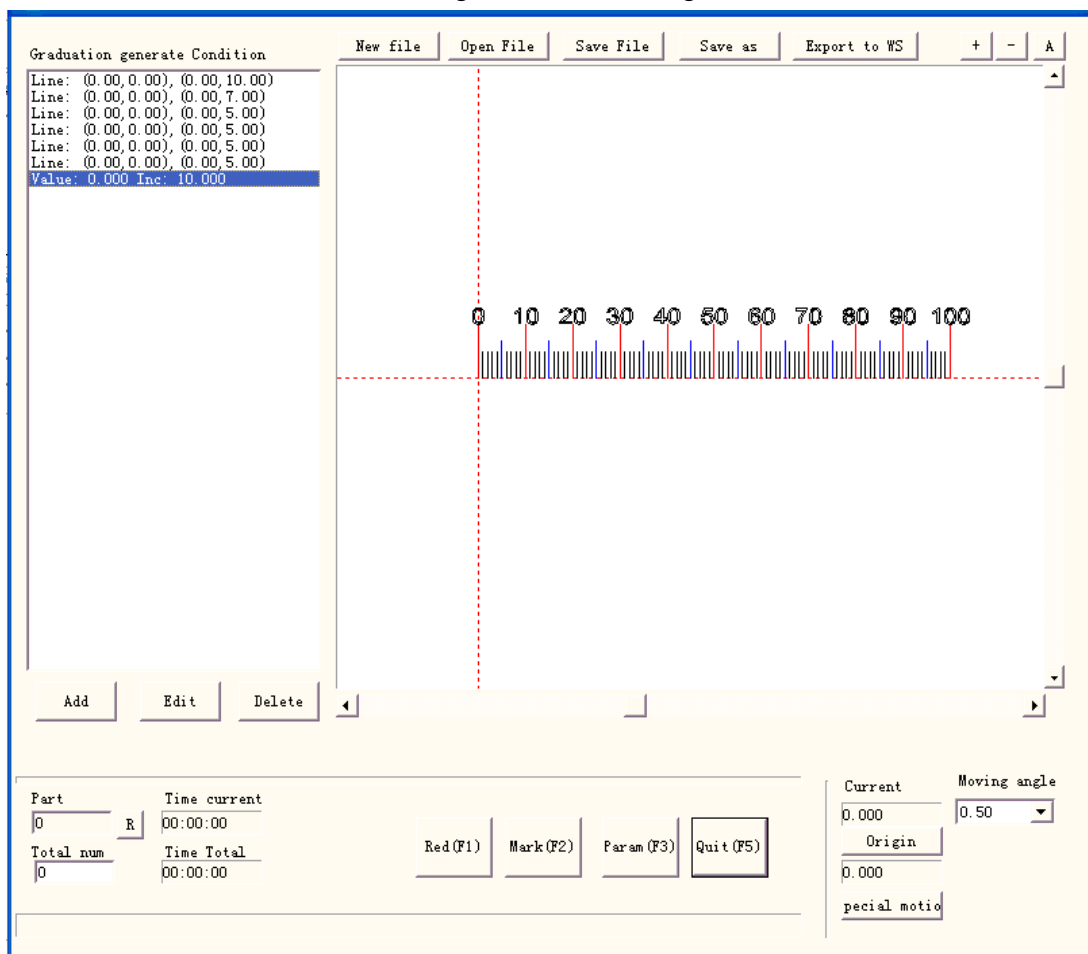 New file Open File Save File Save as Export to WS + - A
Graduation generate Condition
Line: (0.00,0.00), (0.00,10.00)
Line: (0.00,0.00), (0.00,7.00)
Line: (0.00,0.00), (0.00,5.00)
Line: (0.00,0.00), (0.00,5.00)
Line: (0.00,0.00), (0.00,5.00)
Line: (0.00,0.00), (0.00,5.00)
Value: 0.000 Inc: 10.000
0 10 20 30 40 50 60 70 80 90 100
Add Edit Delete
Part Time current
0 R 00:00:00
Total num Time Total
0 00:00:00
Red(F1) Mark(F2) Param(F3) Quit(F5)
Current Moving angle
0.000 0.50
Origin
0.000
pecial motio